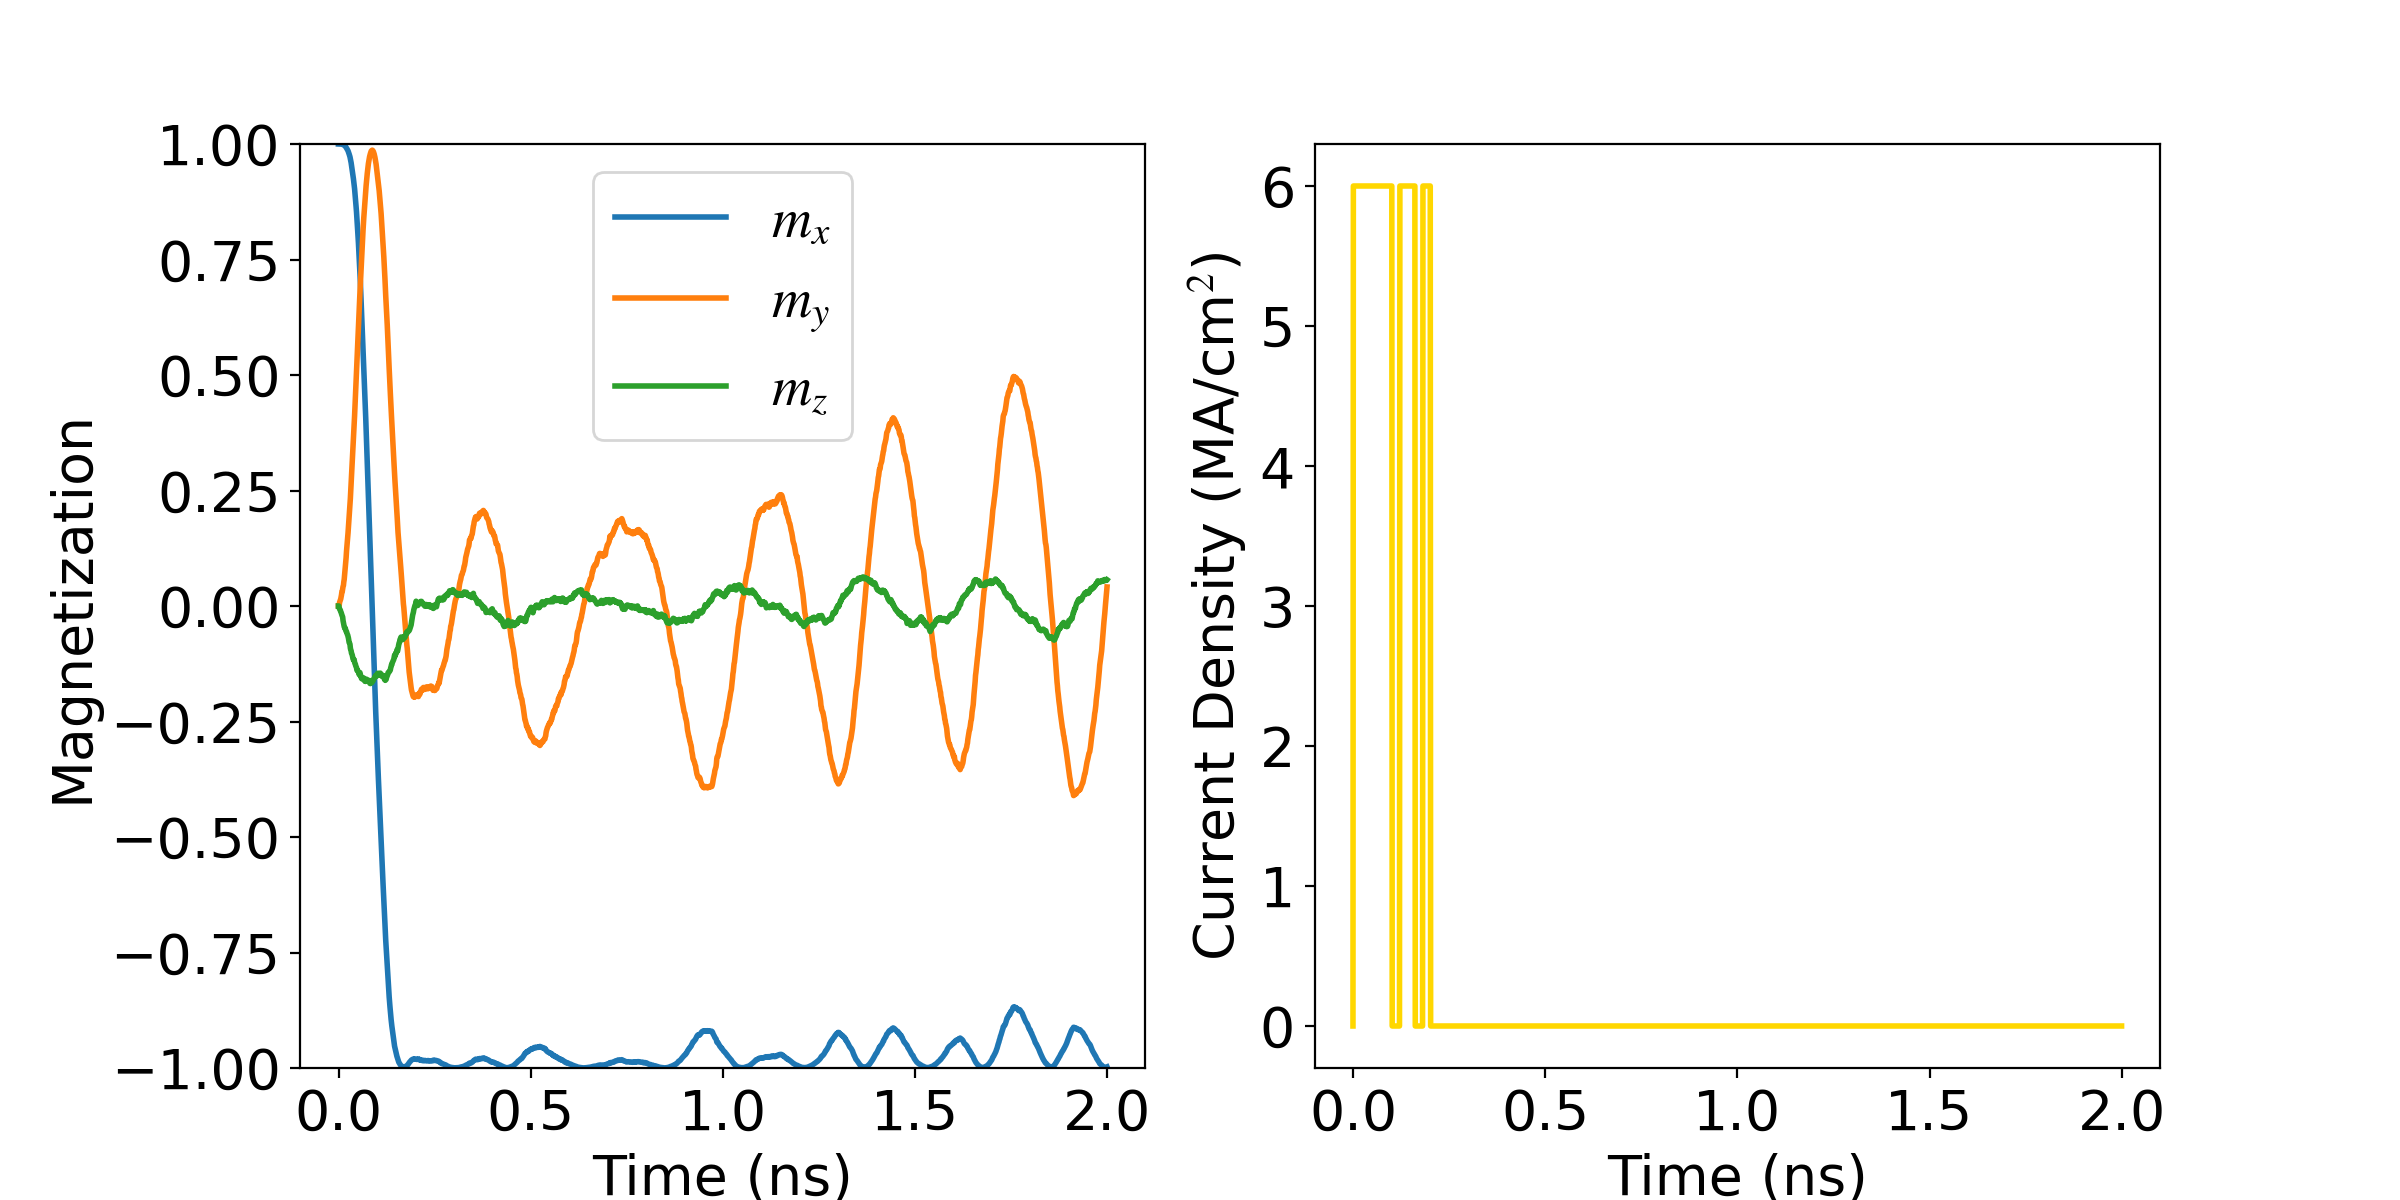 1.00
0.75
0.50
0.25
0.00
−0.25
−0.50
−0.75
−1.00
Magnetization
0.0 0.5 1.0 1.5 2.0
Time (ns)
m_x
m_y
m_z
6
5
4
3
2
1
0
Current Density (MA/cm²)
0.0 0.5 1.0 1.5 2.0
Time (ns)